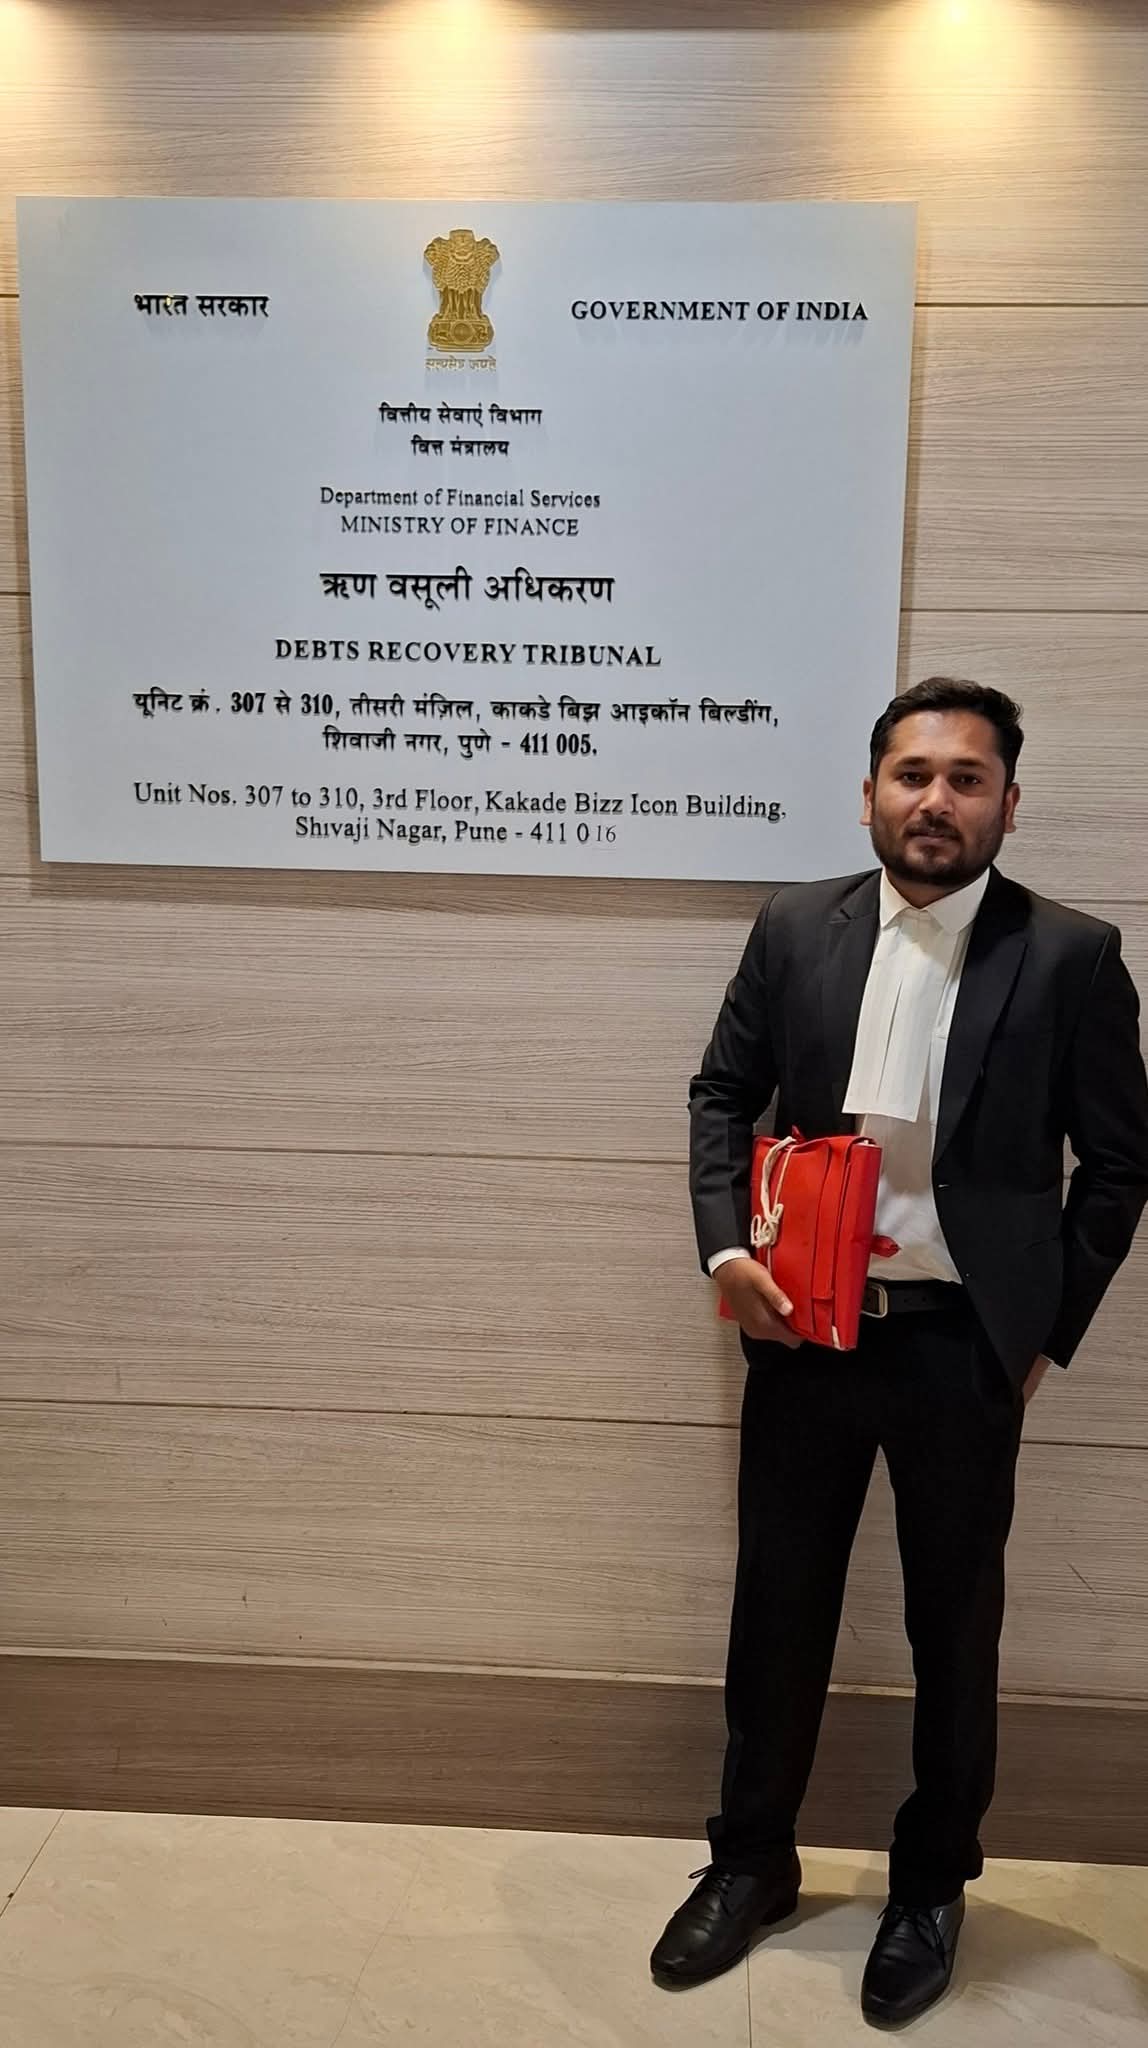 भारत सरकार
GOVERNMENT OF INDIA
सत्यमेव जयते
वित्तीय सेवाएं विभाग
वित्त मंत्रालय
Department of Financial Services
MINISTRY OF FINANCE
ऋण वसूली अधिकरण
DEBTS RECOVERY TRIBUNAL
यूनिट क्रं. 307 से 310, तीसरी मंज़िल, काकडे बिझ आइकॉन बिल्डींग,
शिवाजी नगर, पुणे - 411 005.
Unit Nos. 307 to 310, 3rd Floor, Kakade Bizz Icon Building,
Shivaji Nagar, Pune - 411 016